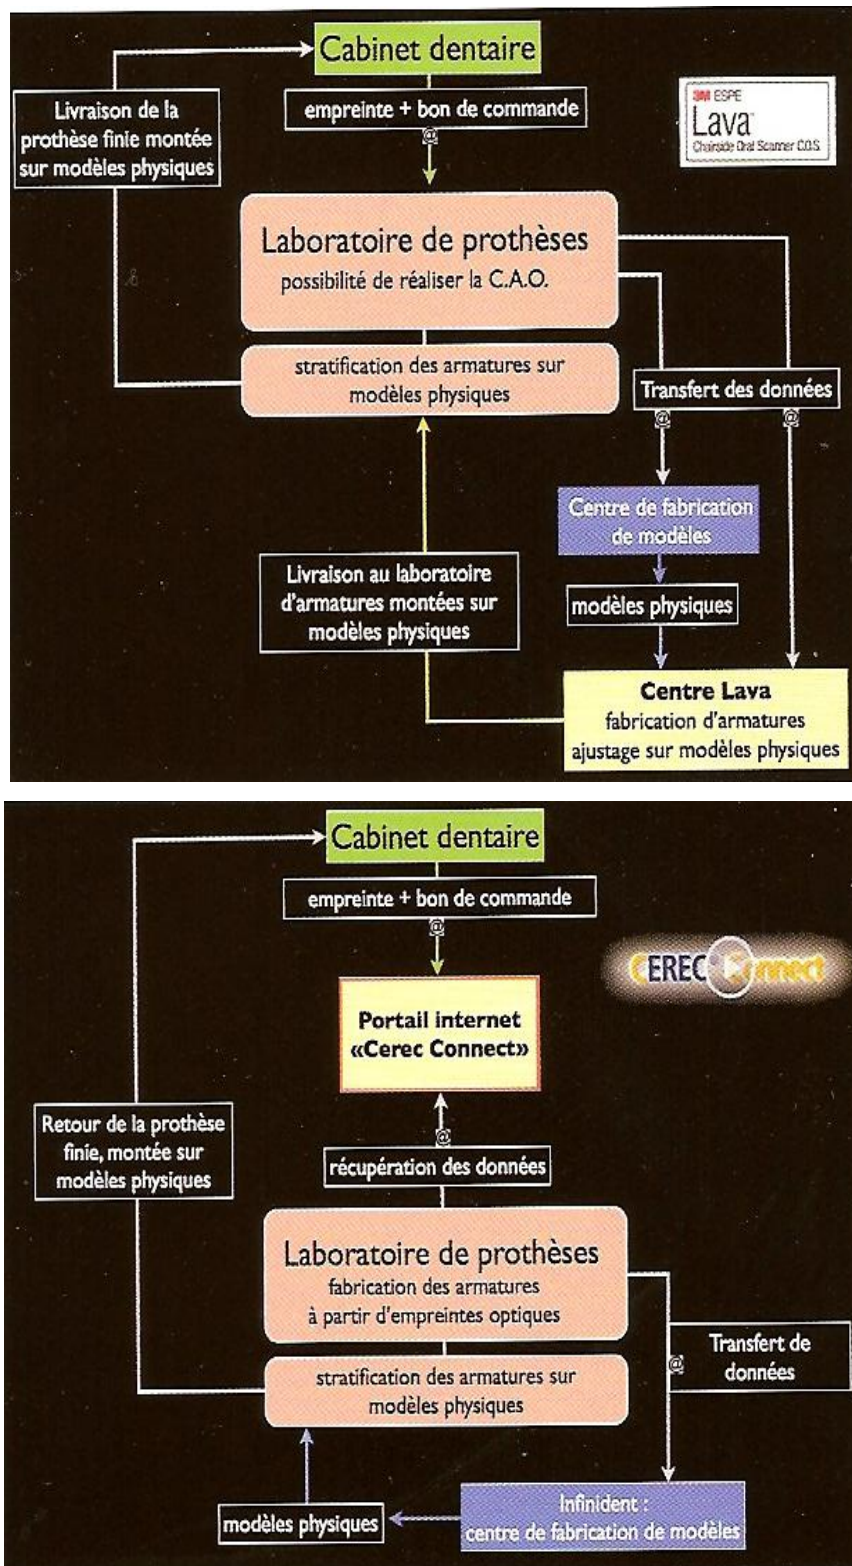 Cabinet dentaire
Livraison de la
prothèse finie montée
sur modèles physiques
empreinte + bon de commande
@
3M ESPE
Lava™
Chairside Oral Scanner C.O.S.
Laboratoire de prothèses
possibilité de réaliser la C.A.O.
stratification des armatures sur
modèles physiques
Transfert des données
@ @
Centre de fabrication
de modèles
Livraison au laboratoire
d'armatures montées sur
modèles physiques
modèles physiques
Centre Lava
fabrication d'armatures
ajustage sur modèles physiques
Cabinet dentaire
empreinte + bon de commande
@
CEREC Connect
Portail internet
«Cerec Connect»
Retour de la prothèse
finie, montée sur
modèles physiques
@
récupération des données
Laboratoire de prothèses
fabrication des armatures
à partir d'empreintes optiques
Transfert de
données
@
stratification des armatures sur
modèles physiques
modèles physiques
Infinident :
centre de fabrication de modèles